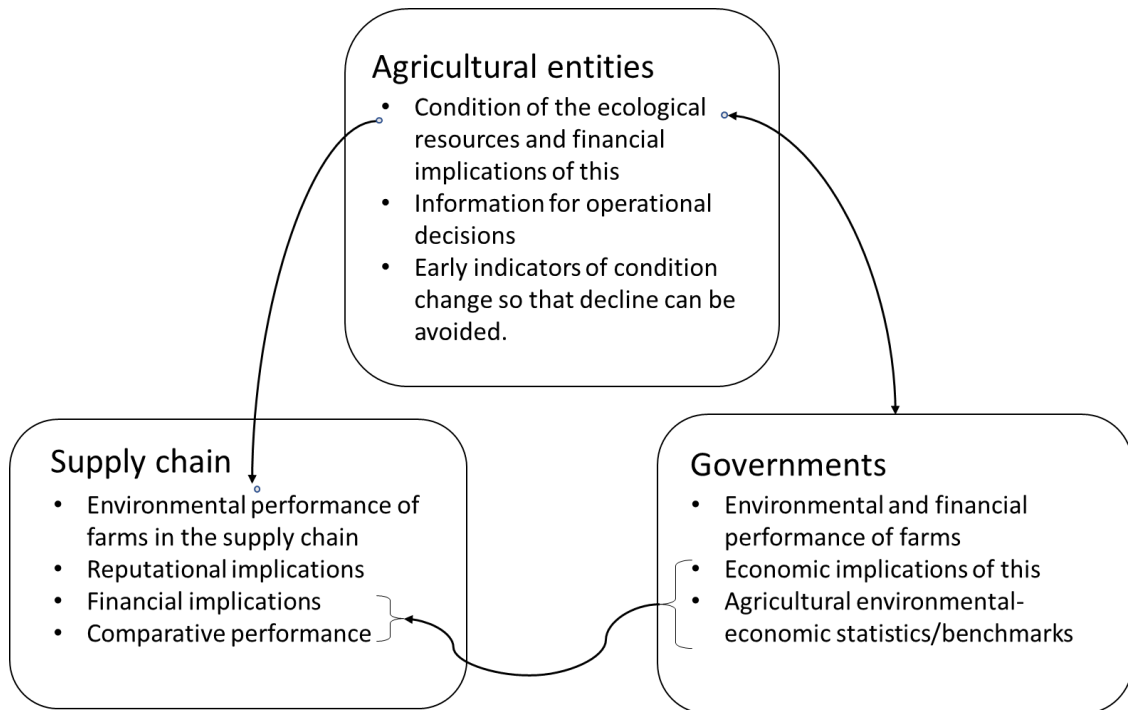 Agricultural entities
• Condition of the ecological
resources and financial
implications of this
• Information for operational
decisions
• Early indicators of condition
change so that decline can be
avoided.
Supply chain
• Environmental performance of
farms in the supply chain
• Reputational implications
• Financial implications
• Comparative performance
Governments
• Environmental and financial
performance of farms
• Economic implications of this
• Agricultural environmental-
economic statistics/benchmarks